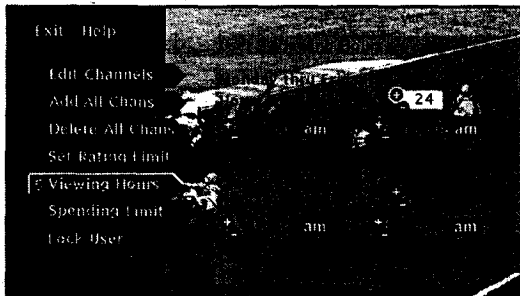 Exit Help
Edit Channels
Add All Chans
Delete All Chans
Set Rating Limit
Viewing Hours
Spending Limit
Lock User
24
am am
am am